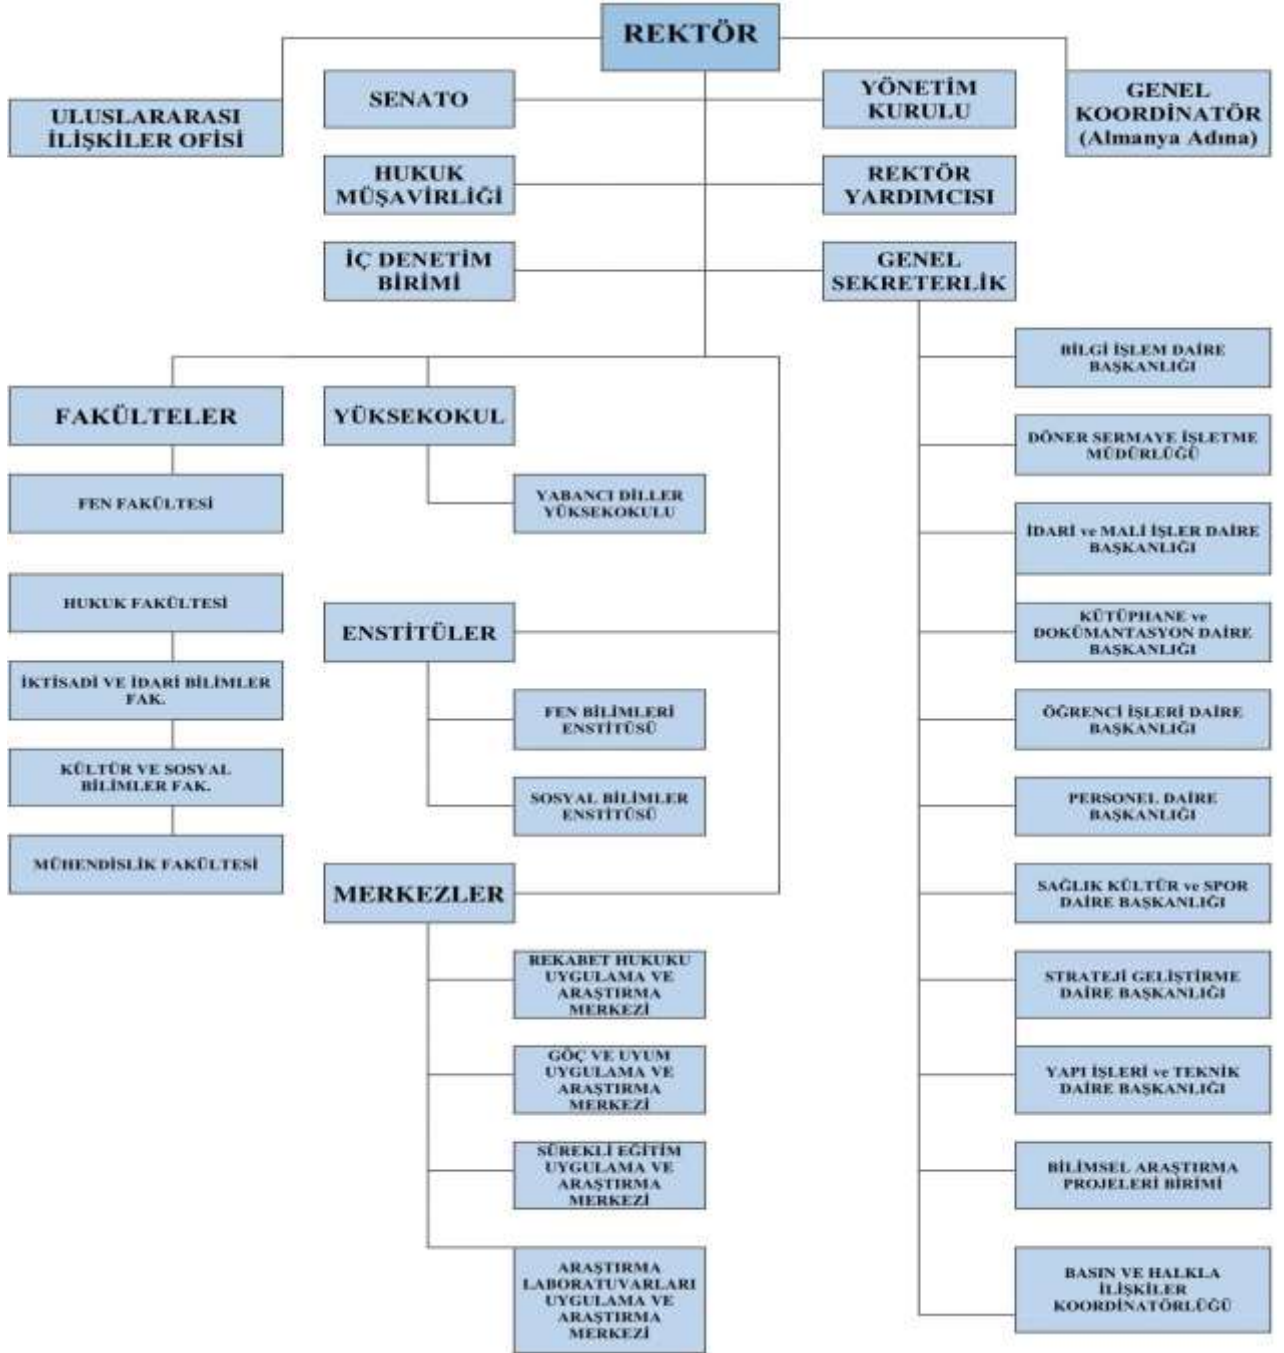 REKTÖR
ULUSLARARASI
İLİŞKİLER OFİSİ
SENATO
YÖNETİM
KURULU
GENEL
KOORDİNATÖR
(Almanya Adına)
HUKUK
MÜŞAVİRLİĞİ
REKTÖR
YARDIMCISI
İÇ DENETİM
BİRİMİ
GENEL
SEKRETERLİK
FAKÜLTELER
FEN FAKÜLTESİ
HUKUK FAKÜLTESİ
İKTİSADİ VE İDARİ BİLİMLER
FAK.
KÜLTÜR VE SOSYAL
BİLİMLER FAK.
MÜHENDİSLİK FAKÜLTESİ
YÜKSEKOKUL
YABANCI DİLLER
YÜKSEKOKULU
ENSTİTÜLER
FEN BİLİMLERİ
ENSTİTÜSÜ
SOSYAL BİLİMLER
ENSTİTÜSÜ
MERKEZLER
REKABET HUKUKU
UYGULAMA VE
ARAŞTIRMA
MERKEZİ
GÖÇ VE UYUM
UYGULAMA VE
ARAŞTIRMA
MERKEZİ
SÜREKLİ EĞİTİM
UYGULAMA VE
ARAŞTIRMA
MERKEZİ
ARAŞTIRMA
LABORATUVARLARI
UYGULAMA VE
ARAŞTIRMA
MERKEZİ
BİLGİ İŞLEM DAİRE
BAŞKANLIĞI
DÖNER SERMAYE İŞLETME
MÜDÜRLÜĞÜ
İDARİ ve MALİ İŞLER DAİRE
BAŞKANLIĞI
KÜTÜPHANE ve
DOKÜMANTASYON DAİRE
BAŞKANLIĞI
ÖĞRENCİ İŞLERİ DAİRE
BAŞKANLIĞI
PERSONEL DAİRE
BAŞKANLIĞI
SAĞLIK KÜLTÜR ve SPOR
DAİRE BAŞKANLIĞI
STRATEJİ GELİŞTİRME
DAİRE BAŞKANLIĞI
YAPI İŞLERİ ve TEKNİK
DAİRE BAŞKANLIĞI
BİLİMSEL ARAŞTIRMA
PROJELERİ BİRİMİ
BASIN VE HALKLA
İLİŞKİLER
KOORDİNATÖRLÜĞÜ